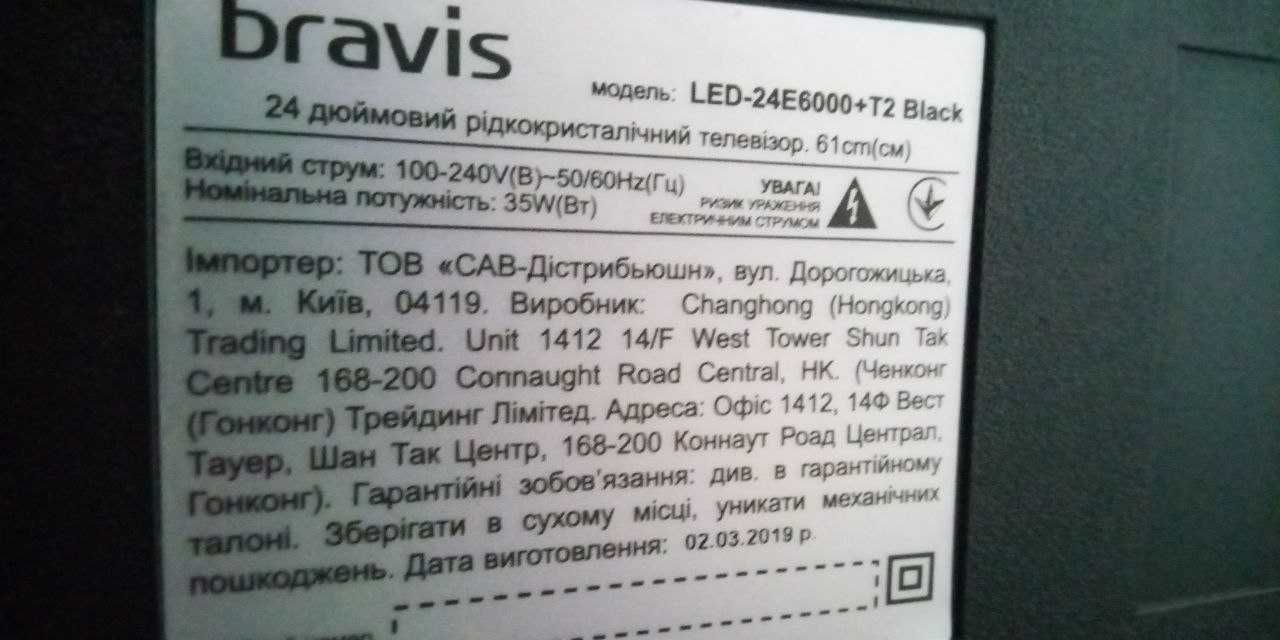 bravis
модель: LED-24E6000+T2 Black
24 дюймовий рідкокристалічний телевізор. 61cm(см)
Вхідний струм: 100-240V(В)~50/60Hz(Гц)
Номінальна потужність: 35W(Вт)
УВАГА!
РИЗИК УРАЖЕННЯ
ЕЛЕКТРИЧНИМ СТРУМОМ
Імпортер: ТОВ «САВ-Дістрибьюшн», вул. Дорогожицька,
1, м. Київ, 04119. Виробник: Changhong (Hongkong)
Trading Limited. Unit 1412 14/F West Tower Shun Tak
Centre 168-200 Connaught Road Central, HK. (Ченконг
(Гонконг) Трейдинг Лімітед. Адреса: Офіс 1412, 14Ф Вест
Тауер, Шан Так Центр, 168-200 Коннаут Роад Централ,
Гонконг). Гарантійні зобов'язання: див. в гарантійному
талоні. Зберігати в сухому місці, уникати механічних
пошкоджень. Дата виготовлення: 02.03.2019 р.